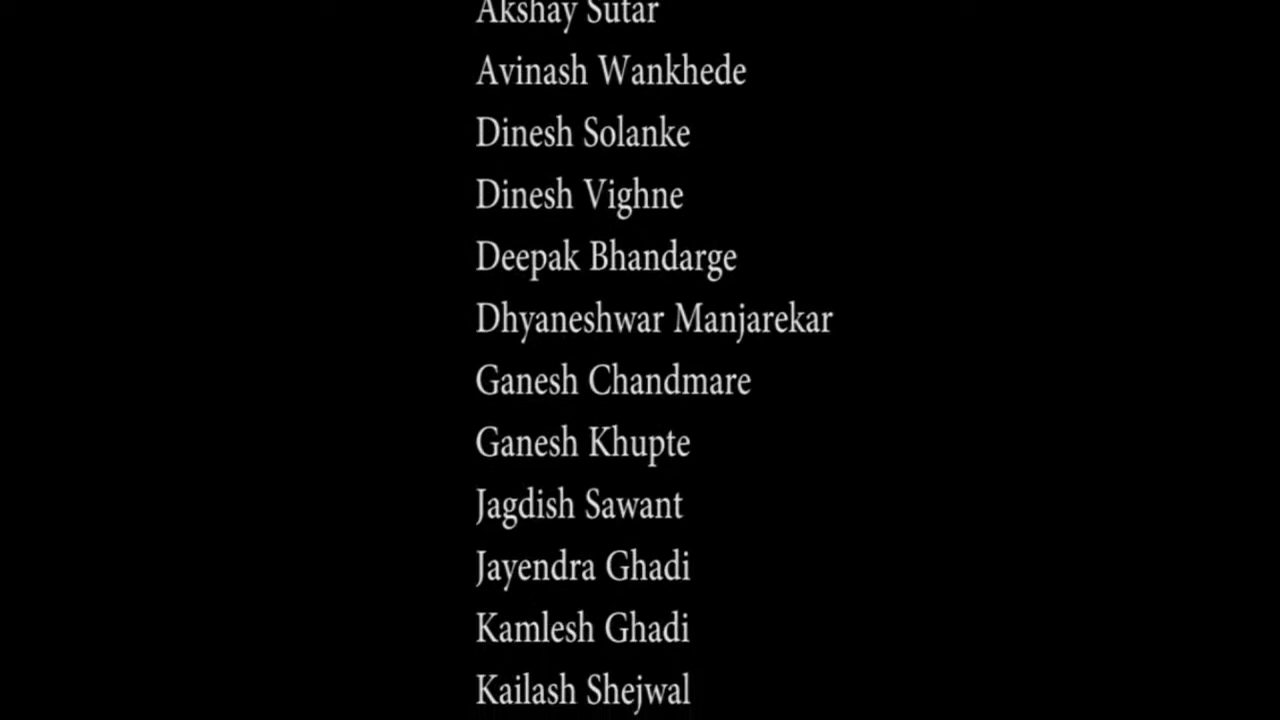 Akshay Sutar
Avinash Wankhede
Dinesh Solanke
Dinesh Vighne
Deepak Bhandarge
Dhyaneshwar Manjarekar
Ganesh Chandmare
Ganesh Khupte
Jagdish Sawant
Jayendra Ghadi
Kamlesh Ghadi
Kailash Shejwal